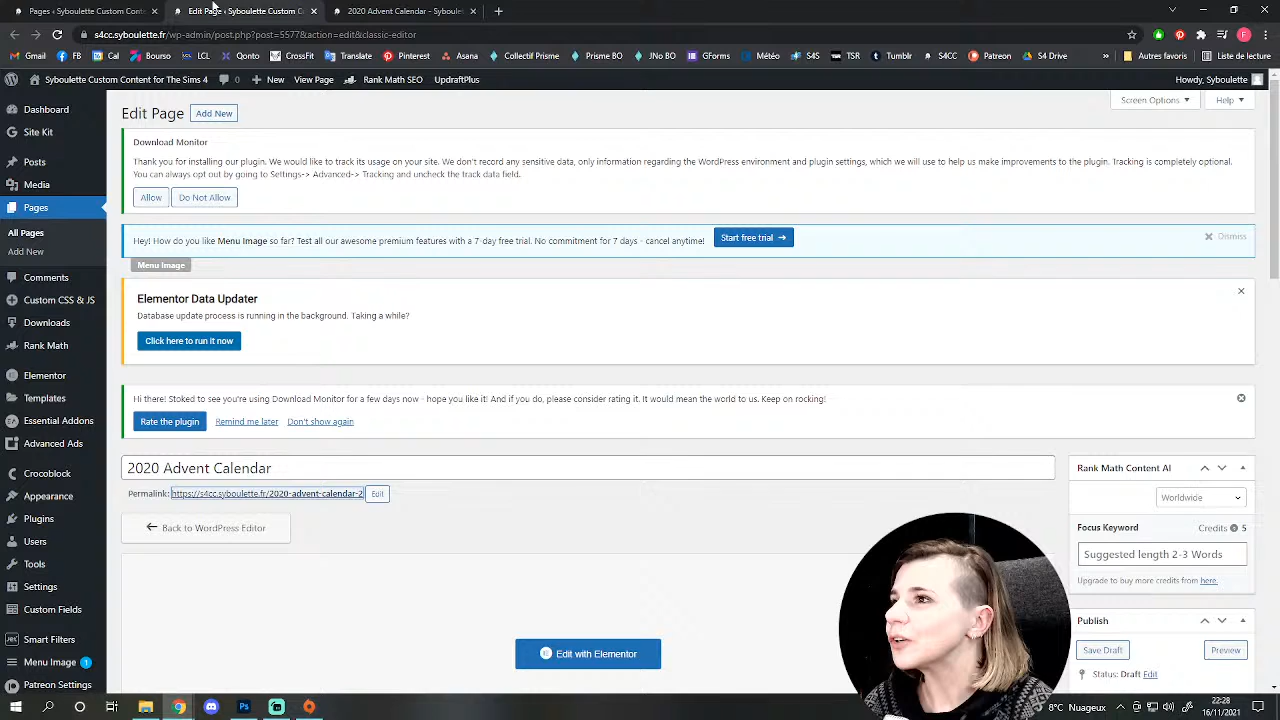 Pages ‹ Syboulette Custom Conte
Edit Page ‹ Syboulette Custom C
2020 Advent Calendar - Syboulet
s4cc.syboulette.fr/wp-admin/post.php?post=5577&action=edit&classic-editor
Gmail FB Cal Bourso LCL Canva Pinterest Asana Collectif Prisme Prisme BO JNo BO GForms Météo S4S TSR Tumblr S4CC Patreon S4 Drive » Autres favoris Liste de lecture
Syboulette Custom Content for The Sims 4 0 New View Page Rank Math SEO UpdraftPlus Howdy, Syboulette
Dashboard
Site Kit
Posts
Media
Pages
All Pages
Add New
Comments
Custom CSS & JS
Downloads
Rank Math
Elementor
Templates
Essential Addons
Advanced Ads
Crocoblock
Appearance
Plugins
Users
Tools
Settings
Custom Fields
Smart Filters
Menu Image 1
Patreon Settings
Screen Options Help
Edit Page Add New
Download Monitor
Thank you for installing our plugin. We would like to track its usage on your site. We don't record any sensitive data, only information regarding the WordPress environment and plugin settings, which we will use to help us make improvements to the plugin. Tracking is completely optional.
You can always opt out by going to Settings-> Advanced-> Tracking and uncheck the track data field.
Allow Do Not Allow
Hey! How do you like Menu Image so far? Test all our awesome premium features with a 7-day free trial. No commitment for 7 days - cancel anytime! Start free trial → Dismiss
Menu Image
Elementor Data Updater
Database update process is running in the background. Taking a while?
Click here to run it now
Hi there! Stoked to see you're using Download Monitor for a few days now - hope you like it! And if you do, please consider rating it. It would mean the world to us. Keep on rocking!
Rate the plugin Remind me later Don't show again
2020 Advent Calendar
Permalink: https://s4cc.syboulette.fr/2020-advent-calendar-2 Edit
← Back to WordPress Editor
Edit with Elementor
Rank Math Content AI
Worldwide
Focus Keyword Credits 5
Suggested length 2-3 Words
Upgrade to buy more credits from here.
Publish
Save Draft Preview
Status: Draft Edit
8°C Nuageux
22:28
16/11/2021